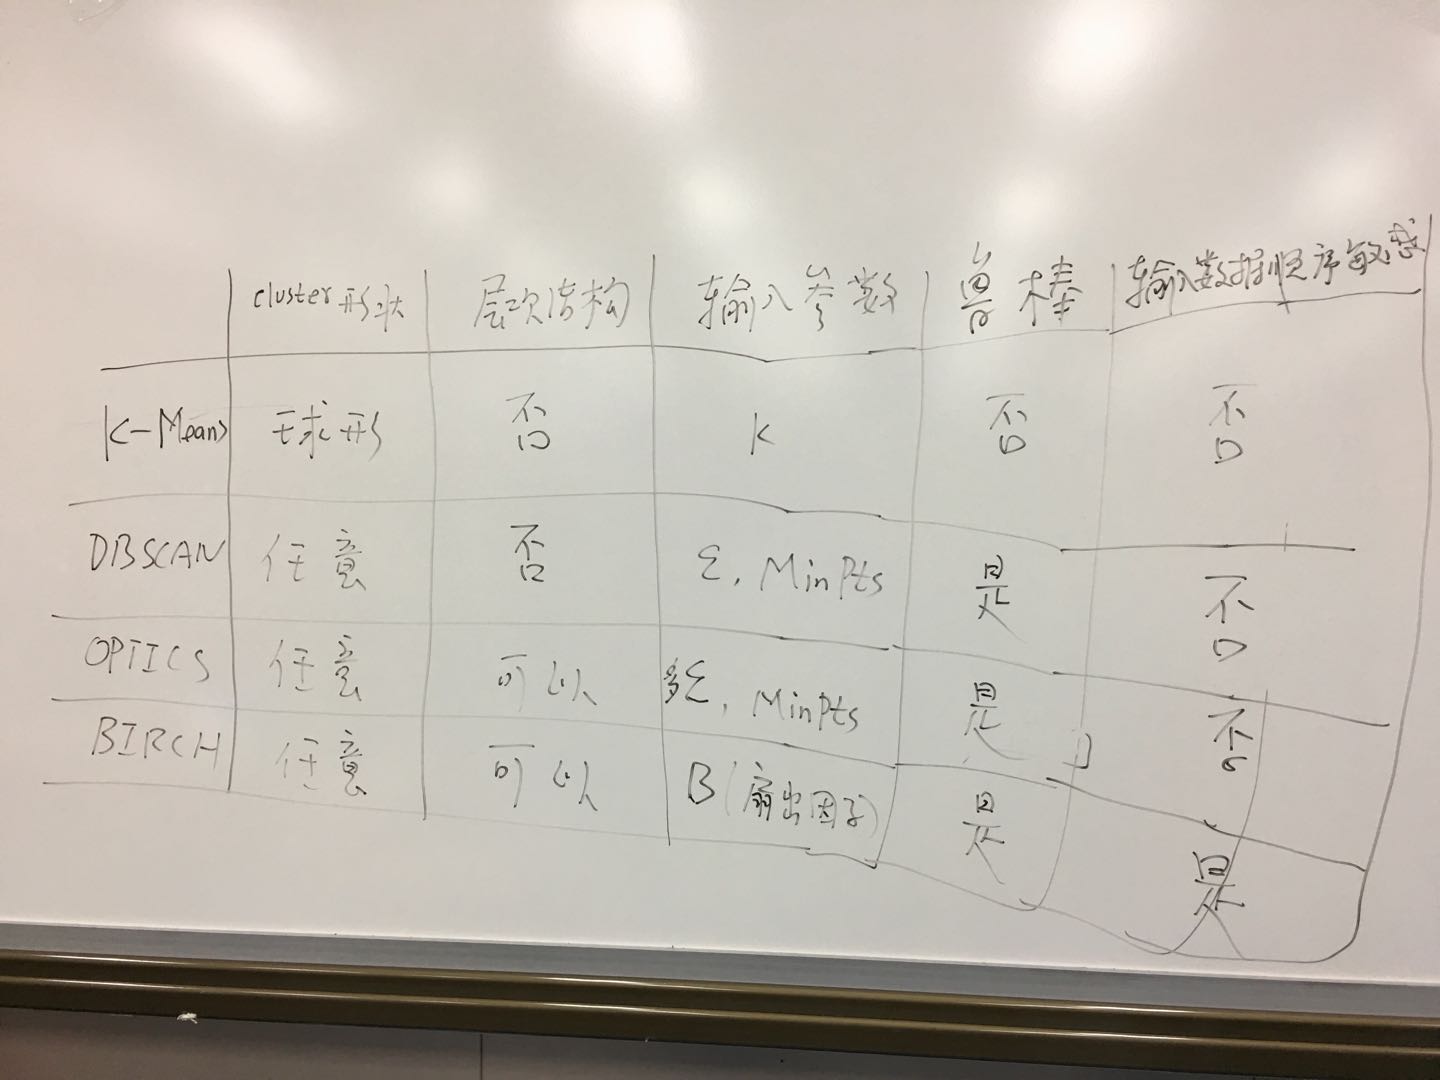 cluster形状 层次结构 输入参数 鲁棒 输入数据顺序敏感
K-Means 球形 否 K 否 否
DBSCAN 任意 否 ε, MinPts 是 否
OPTICS 任意 可以 多ε, MinPts 是 否
BIRCH 任意 可以 B(扇出因子) 是 是